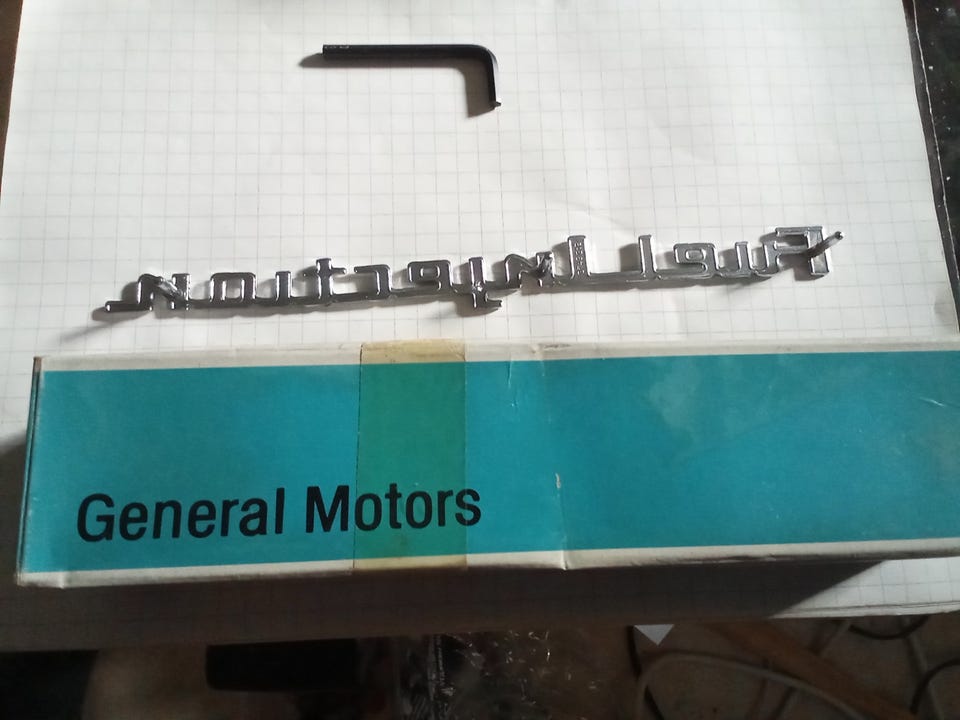 Fuel Injection
General Motors